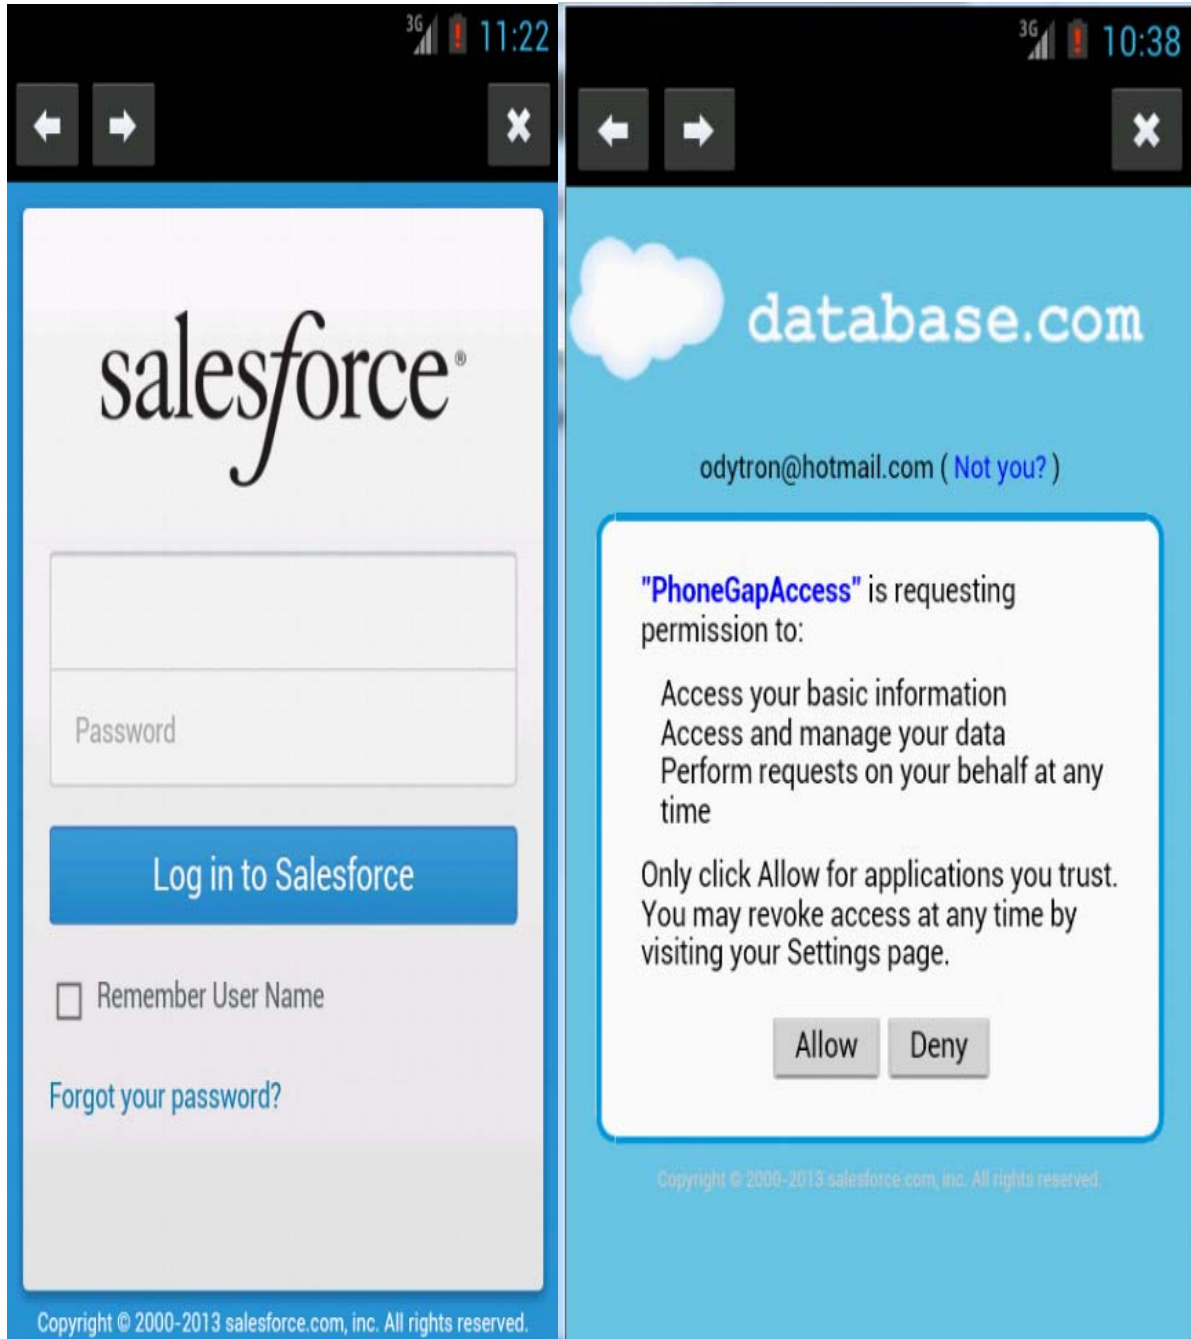 3G 11:22
salesforce®
Password
Log in to Salesforce
Remember User Name
Forgot your password?
Copyright © 2000-2013 salesforce.com, inc. All rights reserved.
3G 10:38
database.com
odytron@hotmail.com ( Not you? )
"PhoneGapAccess" is requesting
permission to:
Access your basic information
Access and manage your data
Perform requests on your behalf at any
time
Only click Allow for applications you trust.
You may revoke access at any time by
visiting your Settings page.
Allow Deny
Copyright © 2000-2013 salesforce.com, inc. All rights reserved.